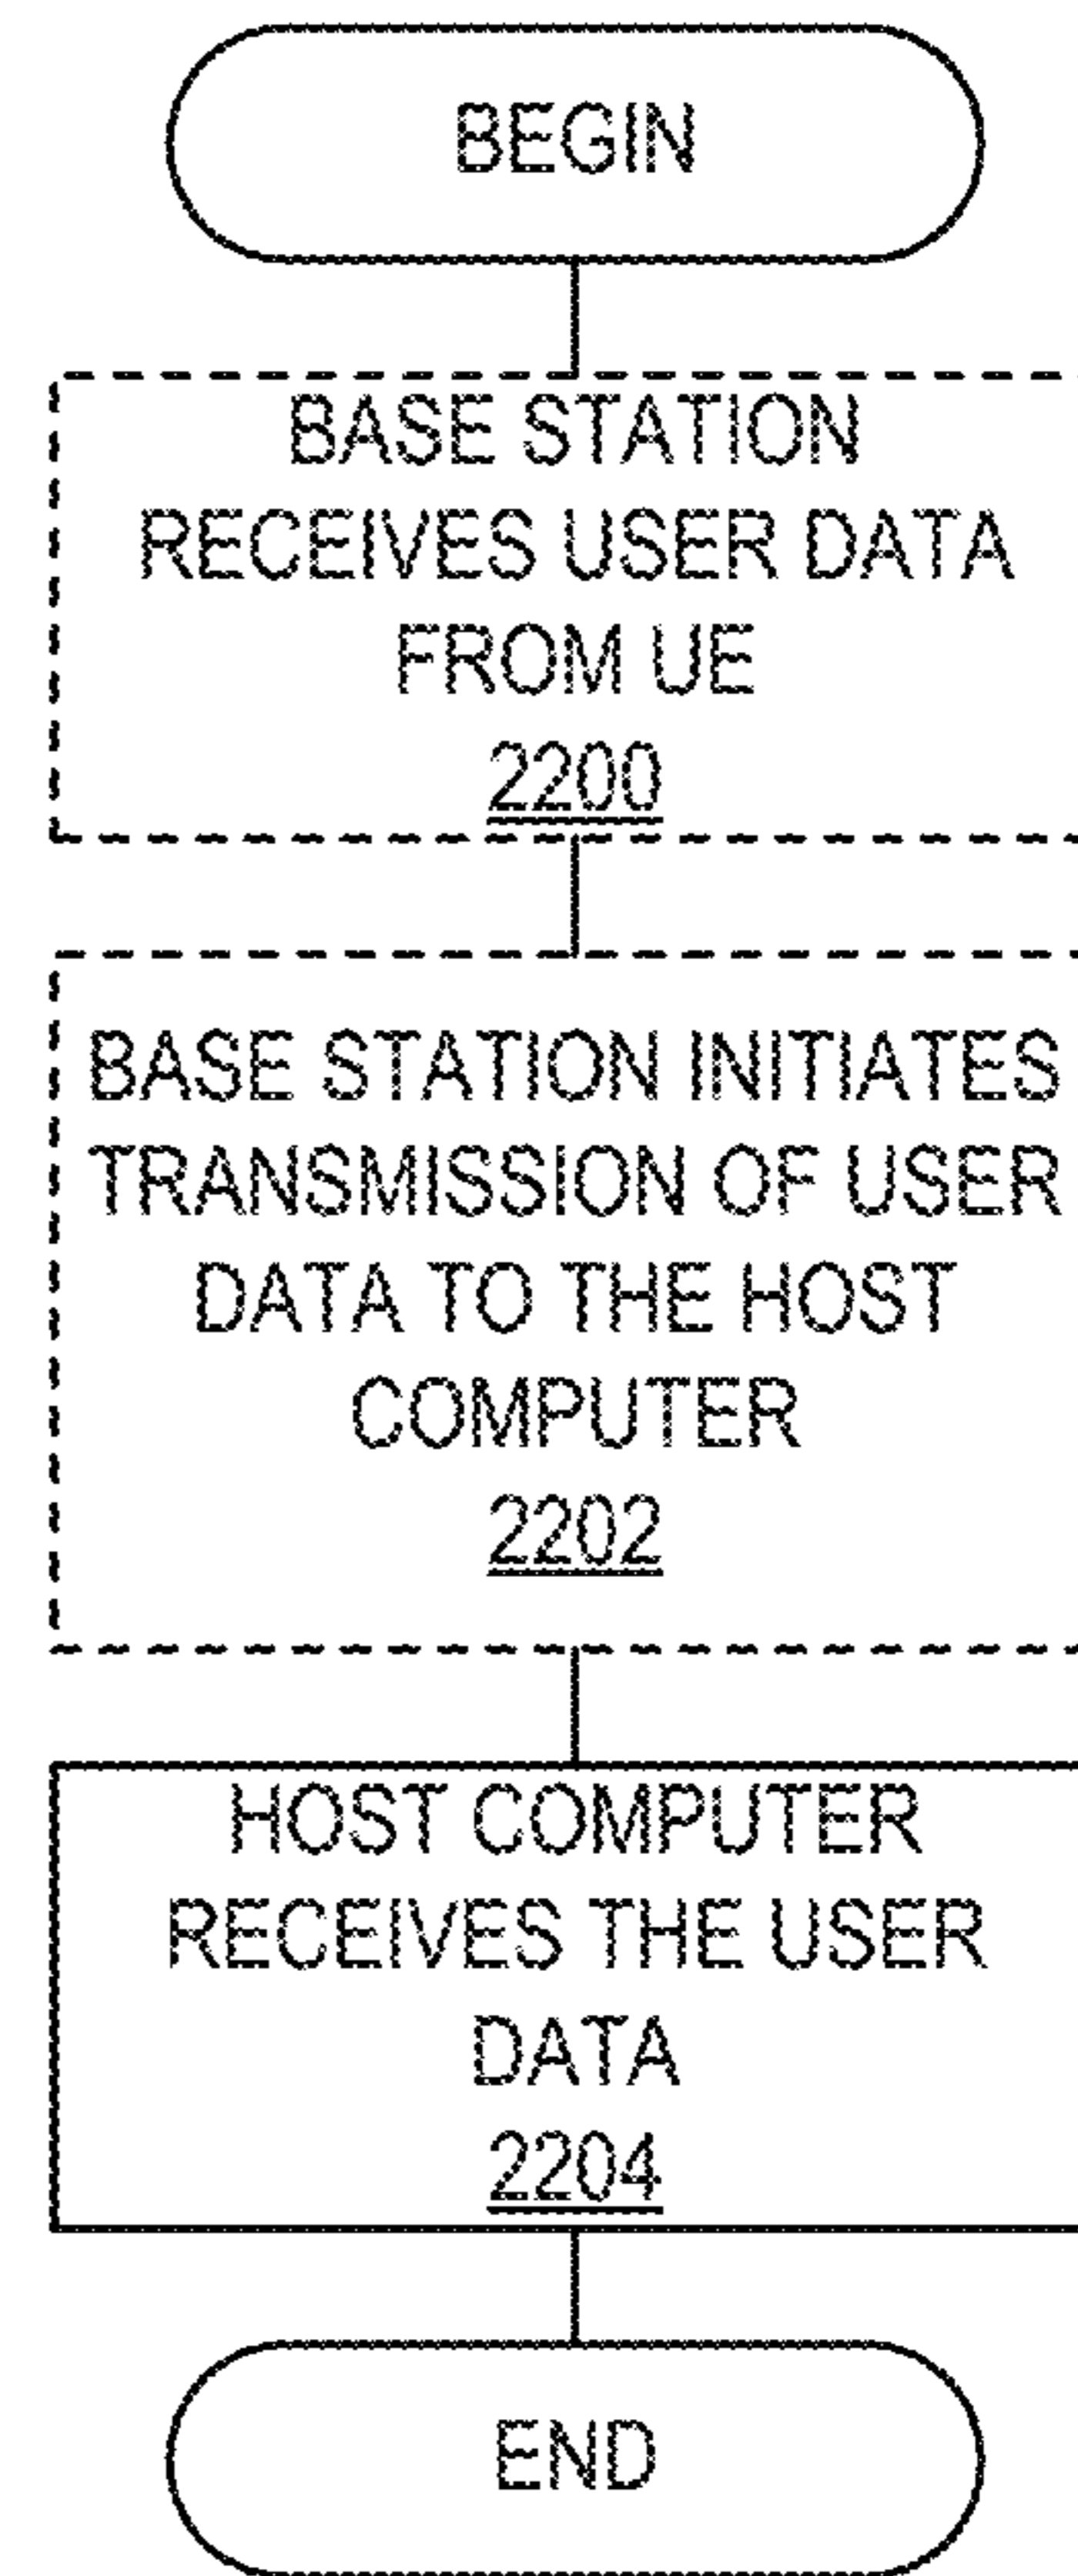 BEGIN
BASE STATION
RECEIVES USER DATA
FROM UE
2200
BASE STATION INITIATES
TRANSMISSION OF USER
DATA TO THE HOST
COMPUTER
2202
HOST COMPUTER
RECEIVES THE USER
DATA
2204
END